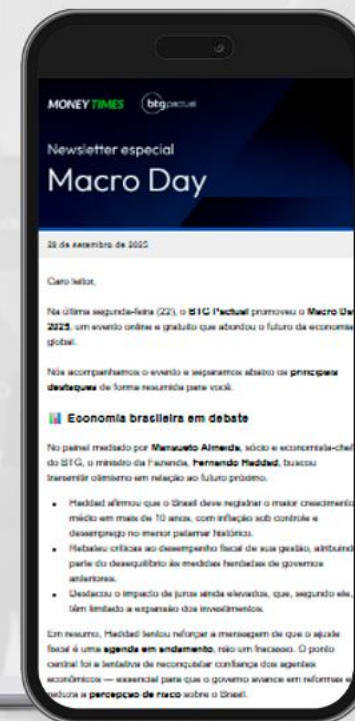 MONEY TIMES btg pactual
Newsletter especial
Macro Day
de setembro de 2025
Caro leitor,
Na última segunda-feira (22), o BTG Pactual promoveu o Macro Day
2025, um evento online e gratuito que abordou o futuro da economia
global.
Nós acompanhamos o evento e separamos abaixo os principais
destaques de forma resumida para você.
Economia brasileira em debate
No painel mediado por Mansueto Almeida, sócio e economista-chef
do BTG, o ministro da Fazenda, Fernando Haddad, buscou
transmitir otimismo em relação ao futuro próximo.
Haddad afirmou que o Brasil deve registrar o maior crescimento
médio em mais de 10 anos, com inflação sob controle e
desemprego no menor patamar histórico.
Rebateu críticas ao desempenho fiscal de sua gestão, atribuindo
parte do desequilíbrio às medidas herdadas de governos
anteriores.
Destacou o impacto de juros ainda elevados, que, segundo ele,
têm limitado a expansão dos investimentos.
Em resumo, Haddad tentou reforçar a mensagem de que o ajuste
fiscal é uma agenda em andamento, não um fracasso. O ponto
central foi a tentativa de reconquistar confiança dos agentes
econômicos — essencial para que o governo avance em reformas e
reduza a percepção de risco sobre o Brasil.